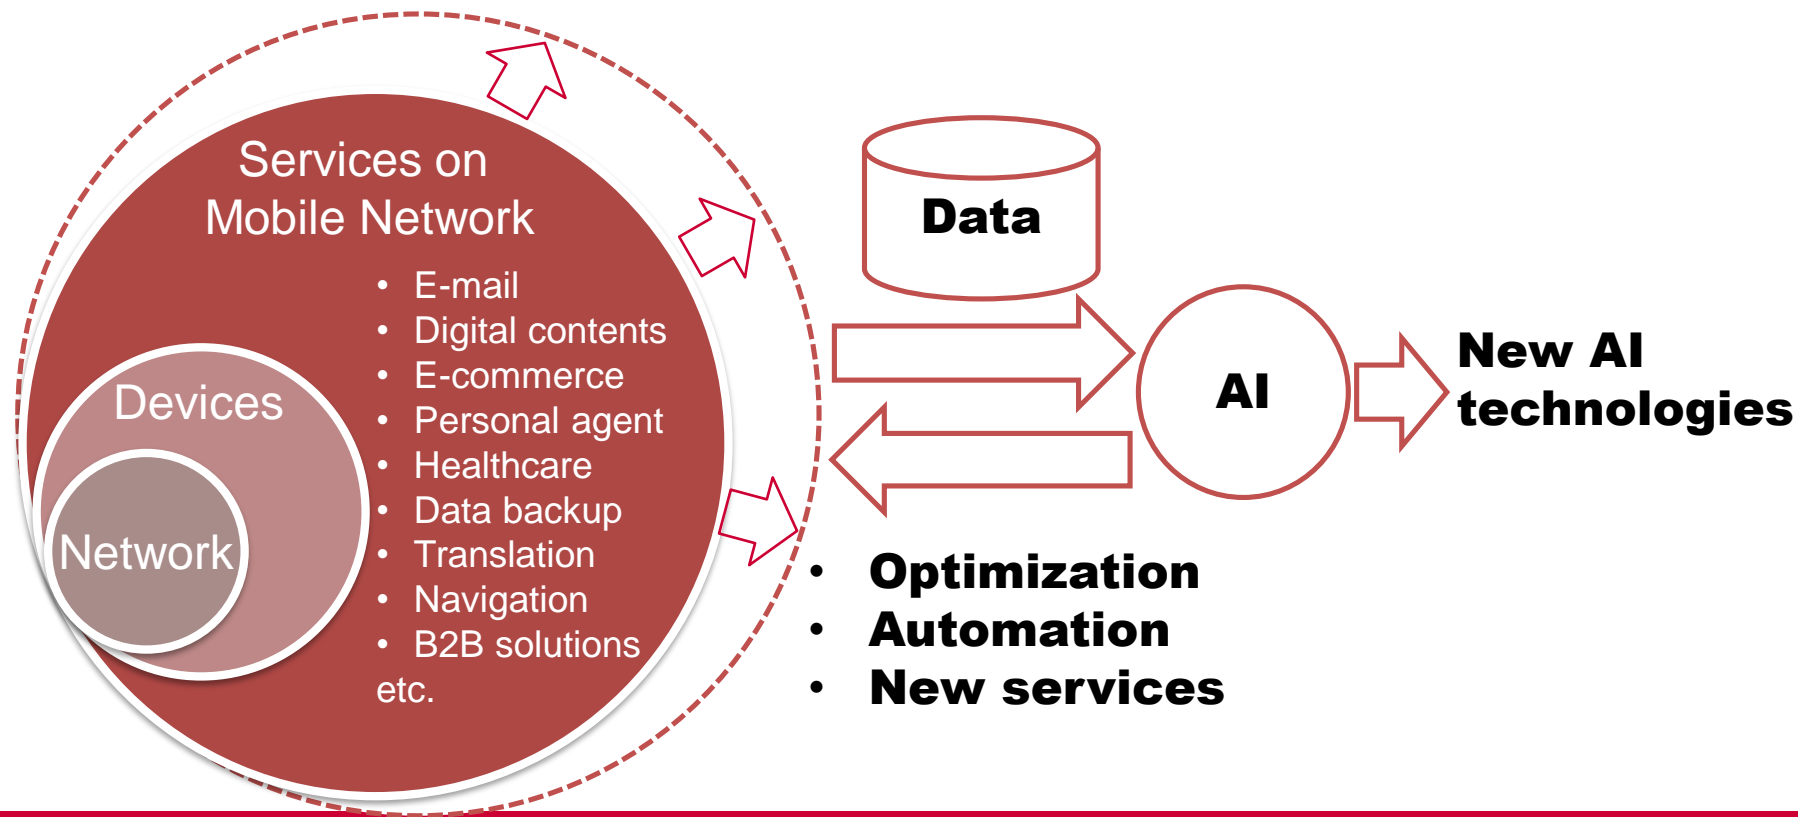 Services on
Mobile Network
• E-mail
• Digital contents
• E-commerce
• Personal agent
• Healthcare
• Data backup
• Translation
• Navigation
• B2B solutions
etc.
Devices
Network
Data
AI
New AI
technologies
• Optimization
• Automation
• New services